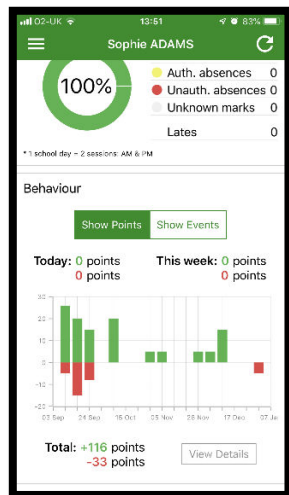 O2-UK 13:51 83%
Sophie ADAMS
100%
Auth. absences 0
Unauth. absences 0
Unknown marks 0
Lates 0
* 1 school day = 2 sessions: AM & PM
Behaviour
Show Points Show Events
Today: 0 points This week: 0 points
0 points 0 points
30
20
10
0
-10
-20
03 Sep 24 Sep 15 Oct 05 Nov 26 Nov 17 Dec 07 Ja
Total: +116 points
-33 points
View Details